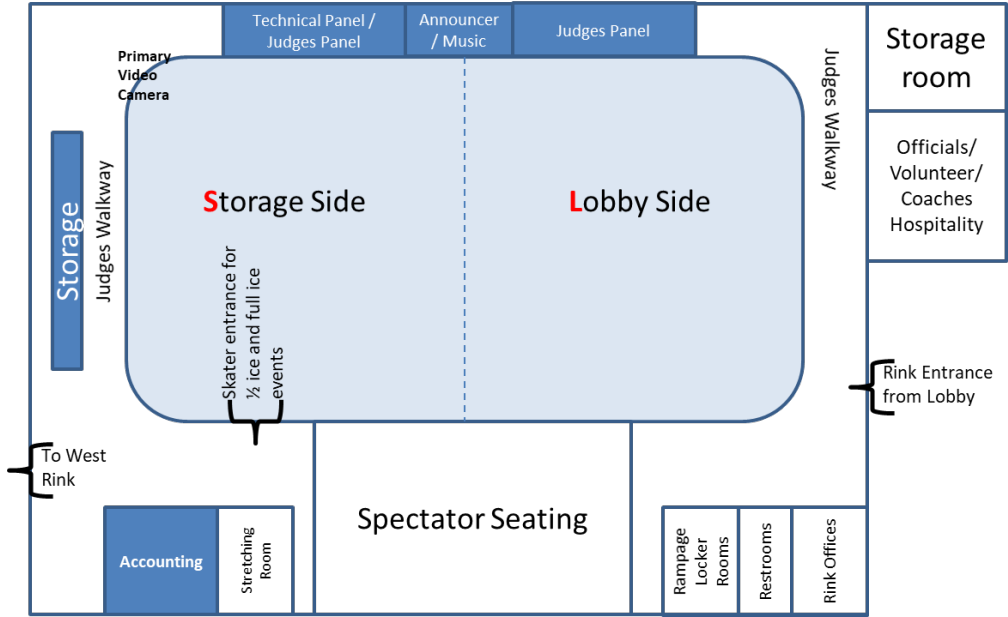 Technical Panel /
Judges Panel
Announcer
/ Music
Judges Panel
Storage
room
Primary
Video
Camera
Judges Walkway
Officials/
Volunteer/
Coaches
Hospitality
Storage
Judges Walkway
Storage Side
Lobby Side
Skater entrance for
½ ice and full ice
events
Rink Entrance
from Lobby
To West
Rink
Spectator Seating
Accounting
Stretching
Room
Rampage
Locker
Rooms
Restrooms
Rink Offices